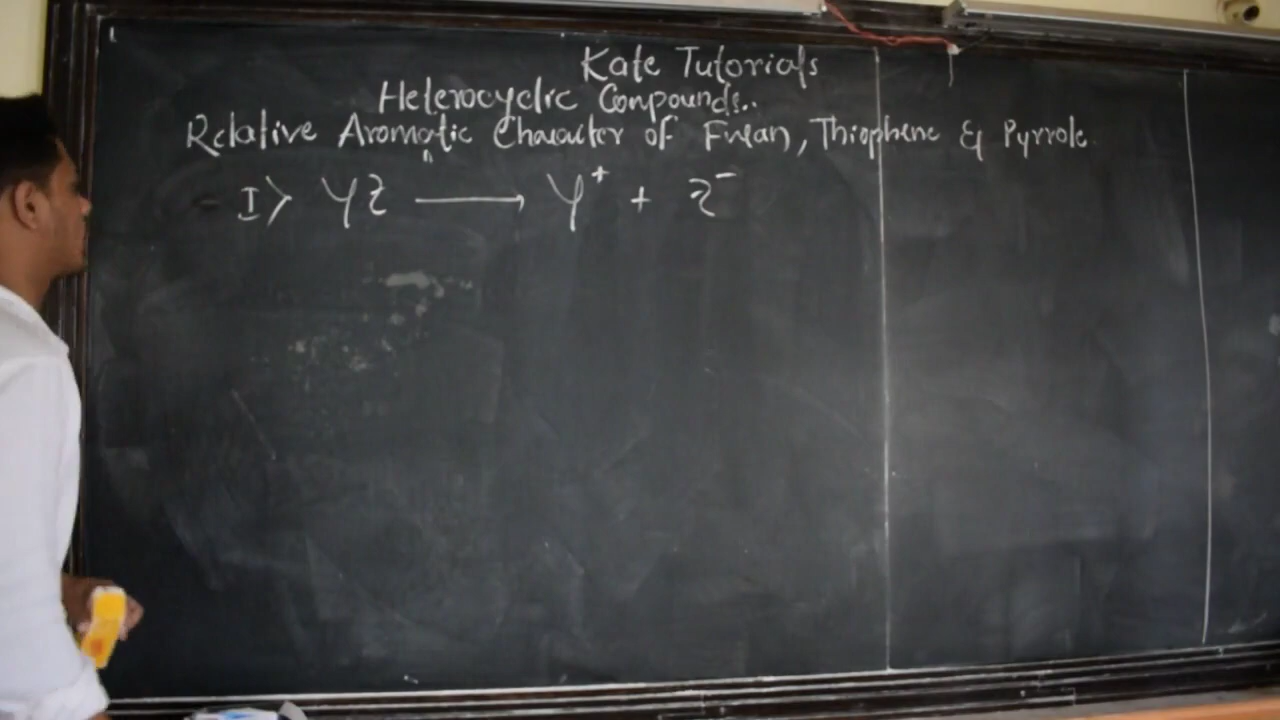 Kate Tutorials
Heterocyclic Compounds..
Relative Aromatic Character of Furan, Thiophene & Pyrrole.
I> YZ ⟶ Y⁺ + Z⁻